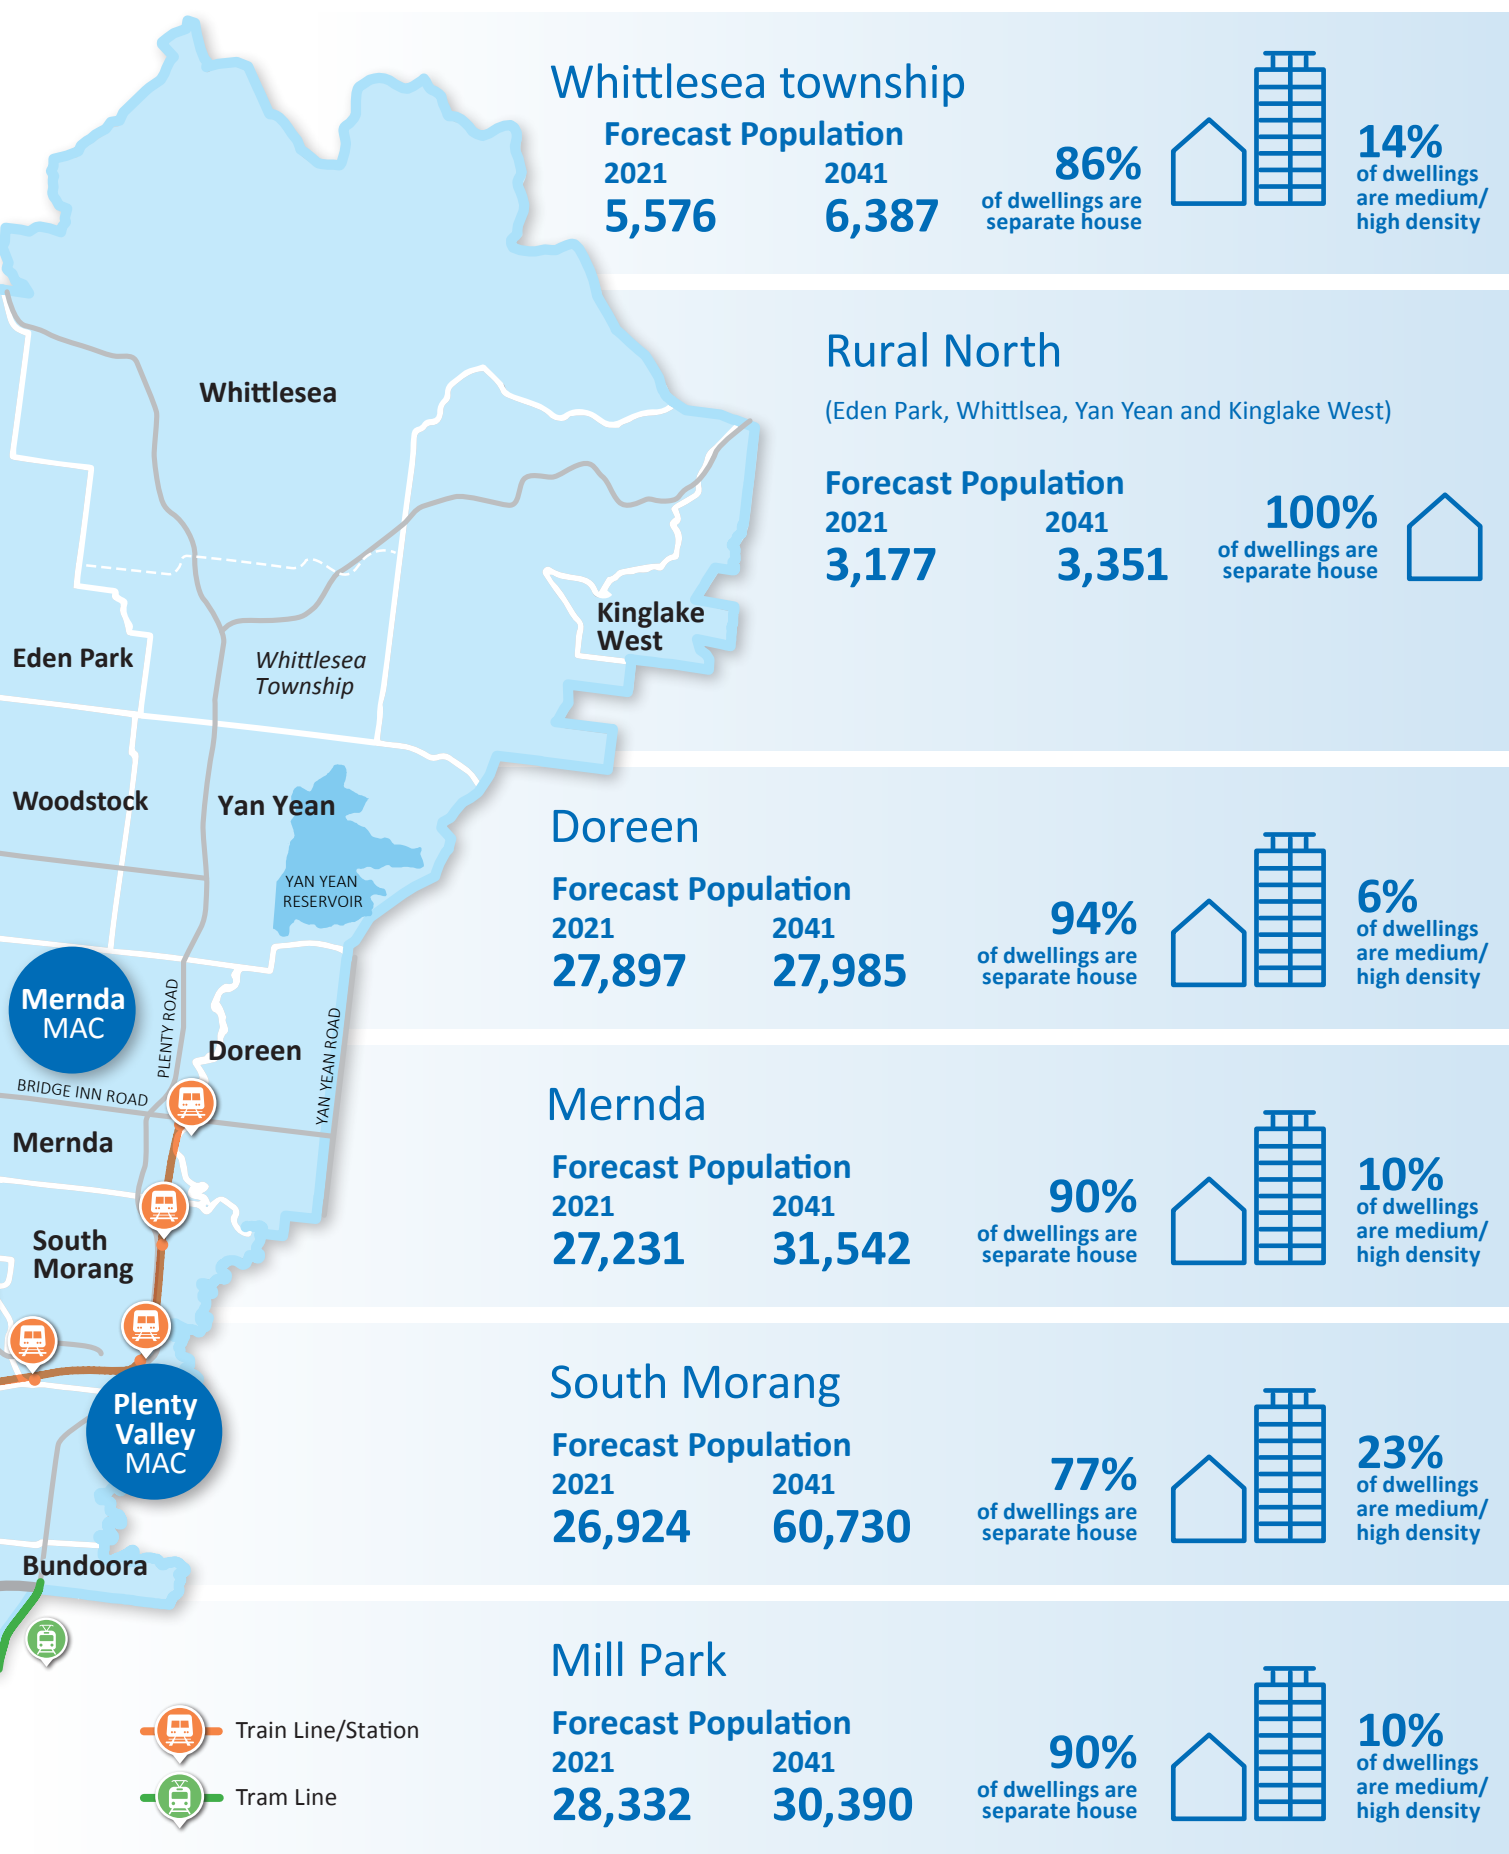 Whittlesea township
Forecast Population
2021 2041
5,576 6,387
86%
of dwellings are
separate house
14%
of dwellings
are medium/
high density
Rural North
(Eden Park, Whittlsea, Yan Yean and Kinglake West)
Forecast Population
2021 2041
3,177 3,351
100%
of dwellings are
separate house
Doreen
Forecast Population
2021 2041
27,897 27,985
94%
of dwellings are
separate house
6%
of dwellings
are medium/
high density
Mernda
Forecast Population
2021 2041
27,231 31,542
90%
of dwellings are
separate house
10%
of dwellings
are medium/
high density
South Morang
Forecast Population
2021 2041
26,924 60,730
77%
of dwellings are
separate house
23%
of dwellings
are medium/
high density
Mill Park
Forecast Population
2021 2041
28,332 30,390
90%
of dwellings are
separate house
10%
of dwellings
are medium/
high density
Whittlesea
Kinglake
West
Eden Park
Whittlesea
Township
Woodstock
Yan Yean
YAN YEAN
RESERVOIR
Mernda
MAC
PLENTY ROAD
Doreen
YAN YEAN ROAD
BRIDGE INN ROAD
Mernda
South
Morang
Plenty
Valley
MAC
Bundoora
Train Line/Station
Tram Line